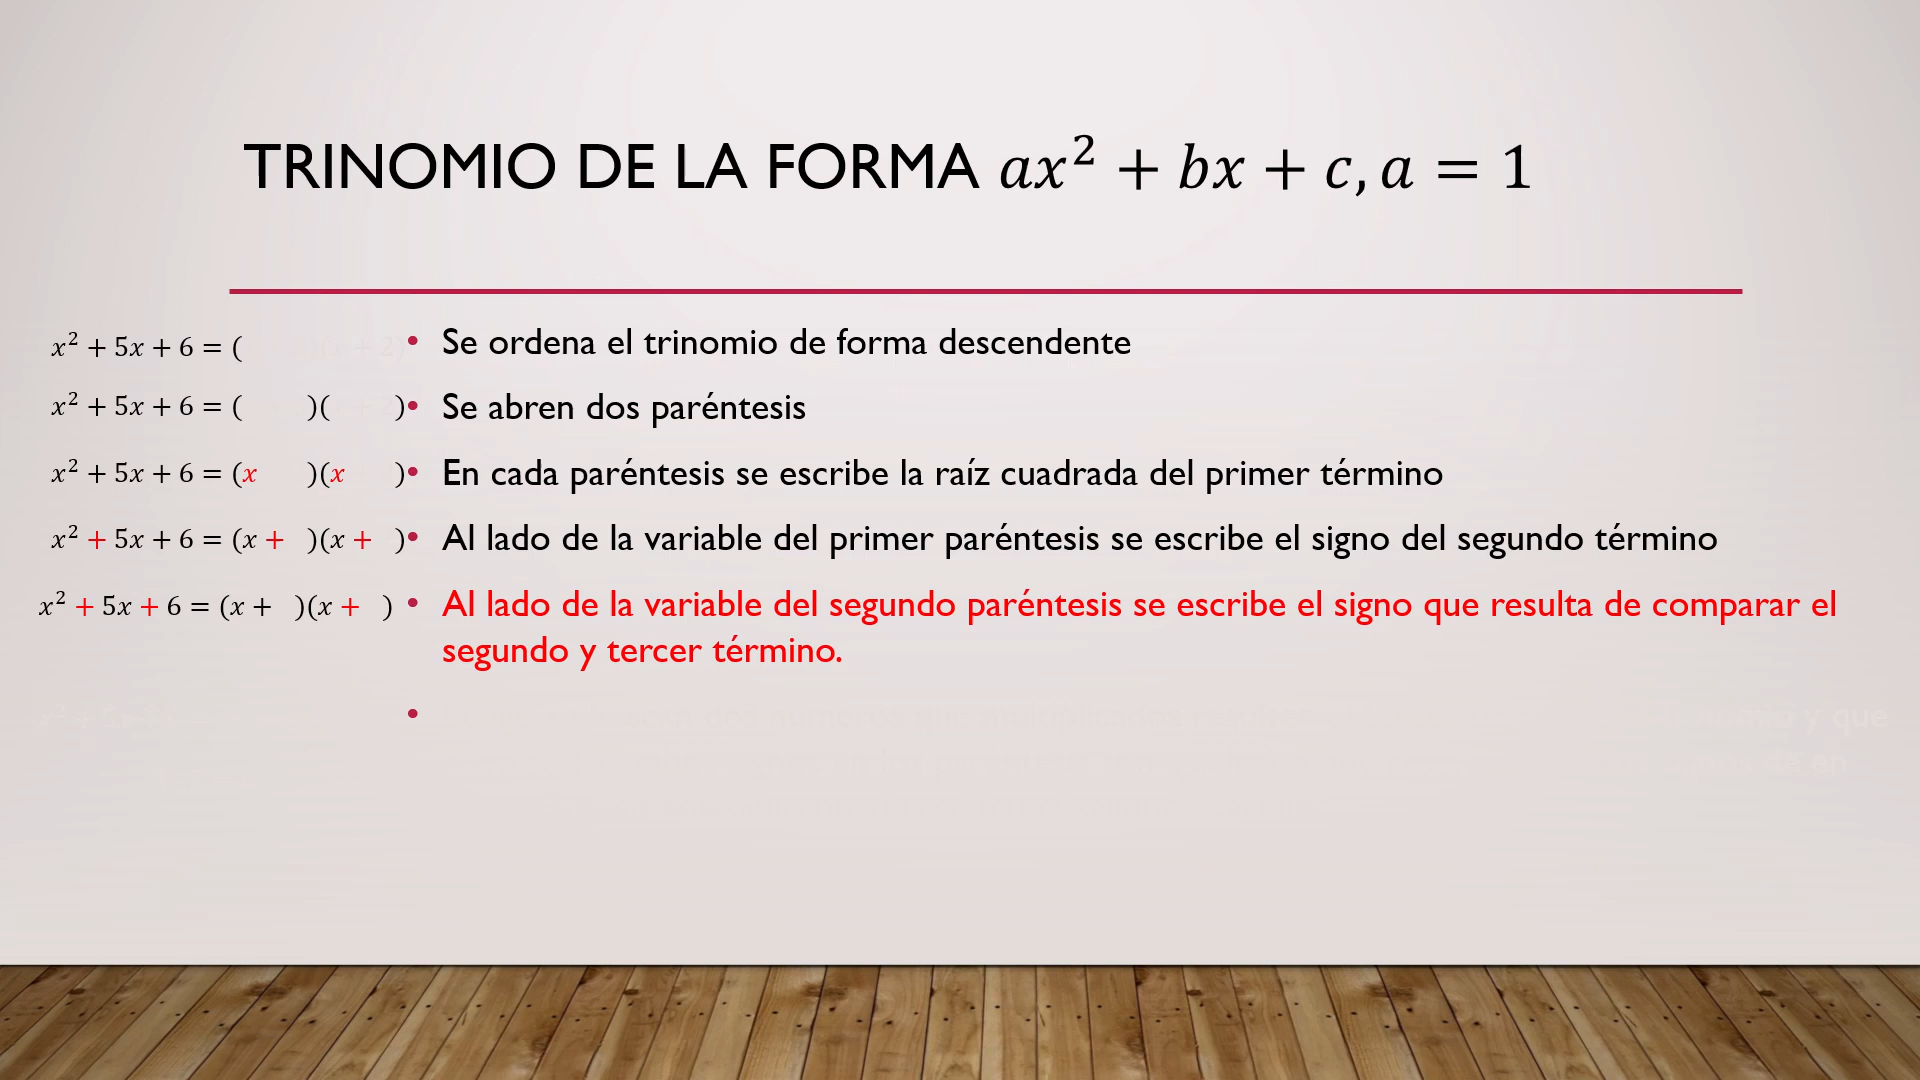 TRINOMIO DE LA FORMA 𝑎𝑥² + 𝑏𝑥 + 𝑐, 𝑎 = 1
𝑥² + 5𝑥 + 6 = (
• Se ordena el trinomio de forma descendente
𝑥² + 5𝑥 + 6 = ( )( )
• Se abren dos paréntesis
𝑥² + 5𝑥 + 6 = (𝑥 )(𝑥 )
• En cada paréntesis se escribe la raíz cuadrada del primer término
𝑥² + 5𝑥 + 6 = (𝑥 + )(𝑥 + )
• Al lado de la variable del primer paréntesis se escribe el signo del segundo término
𝑥² + 5𝑥 + 6 = (𝑥 + )(𝑥 + )
• Al lado de la variable del segundo paréntesis se escribe el signo que resulta de comparar el
segundo y tercer término.
•